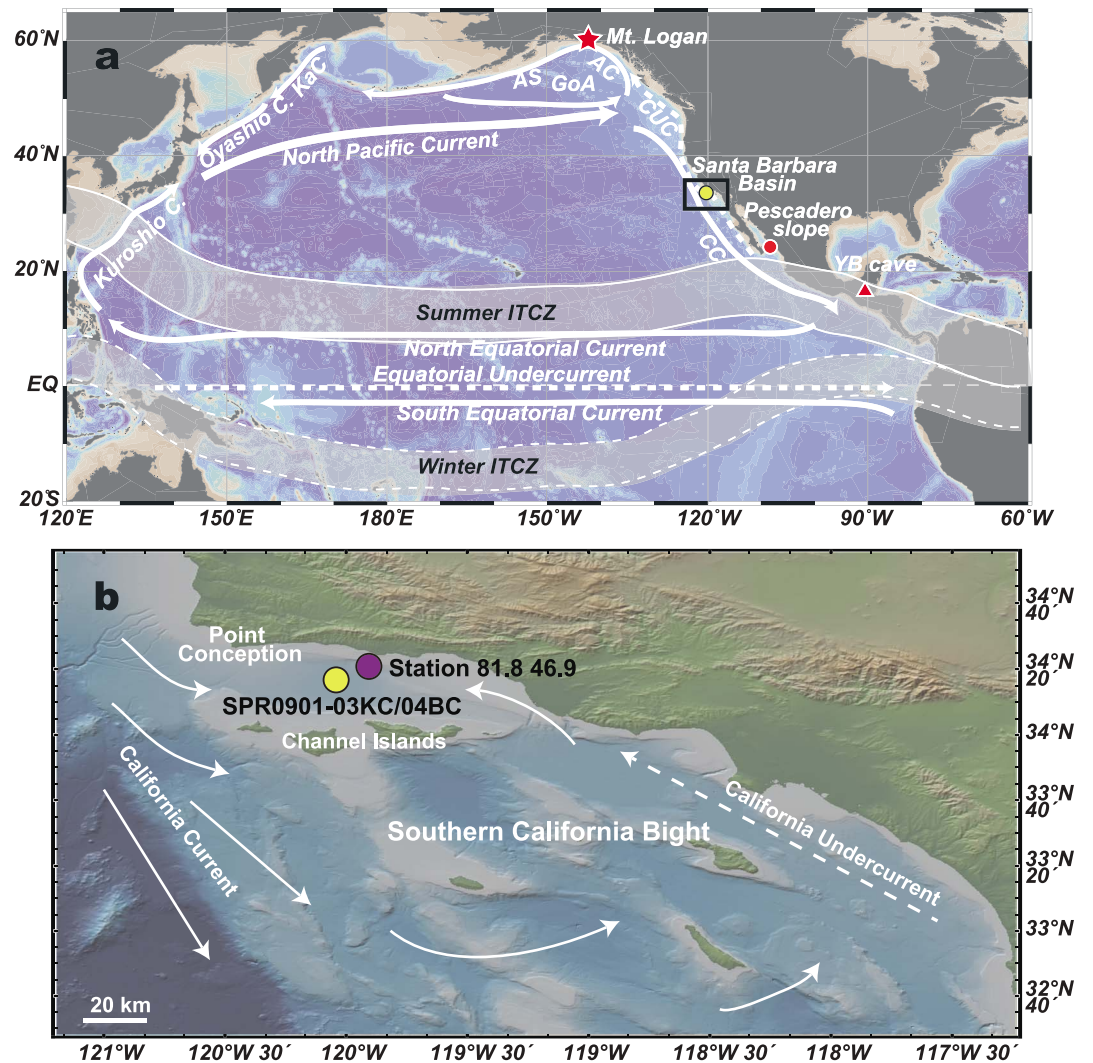 a
60°N
40°N
20°N
EQ
20°S
120°E
150°E
180°E
150°W
120°W
90°W
60°W
Mt. Logan
AC
AS
GoA
KaC
Oyashio C.
CUC
North Pacific Current
Santa Barbara
Basin
Pescadero
slope
Kuroshio C.
CC
YB cave
Summer ITCZ
North Equatorial Current
Equatorial Undercurrent
South Equatorial Current
Winter ITCZ
b
Point
Conception
Station 81.8 46.9
SPR0901-03KC/04BC
Channel Islands
California Current
Southern California Bight
California Undercurrent
20 km
34°N
40´
34°N
20´
34°N
33°N
40´
33°N
20´
33°N
32°N
40´
121°W
120°W 30´
120°W
119°W 30´
119°W
118°W 30´
118°W
117°W 30´